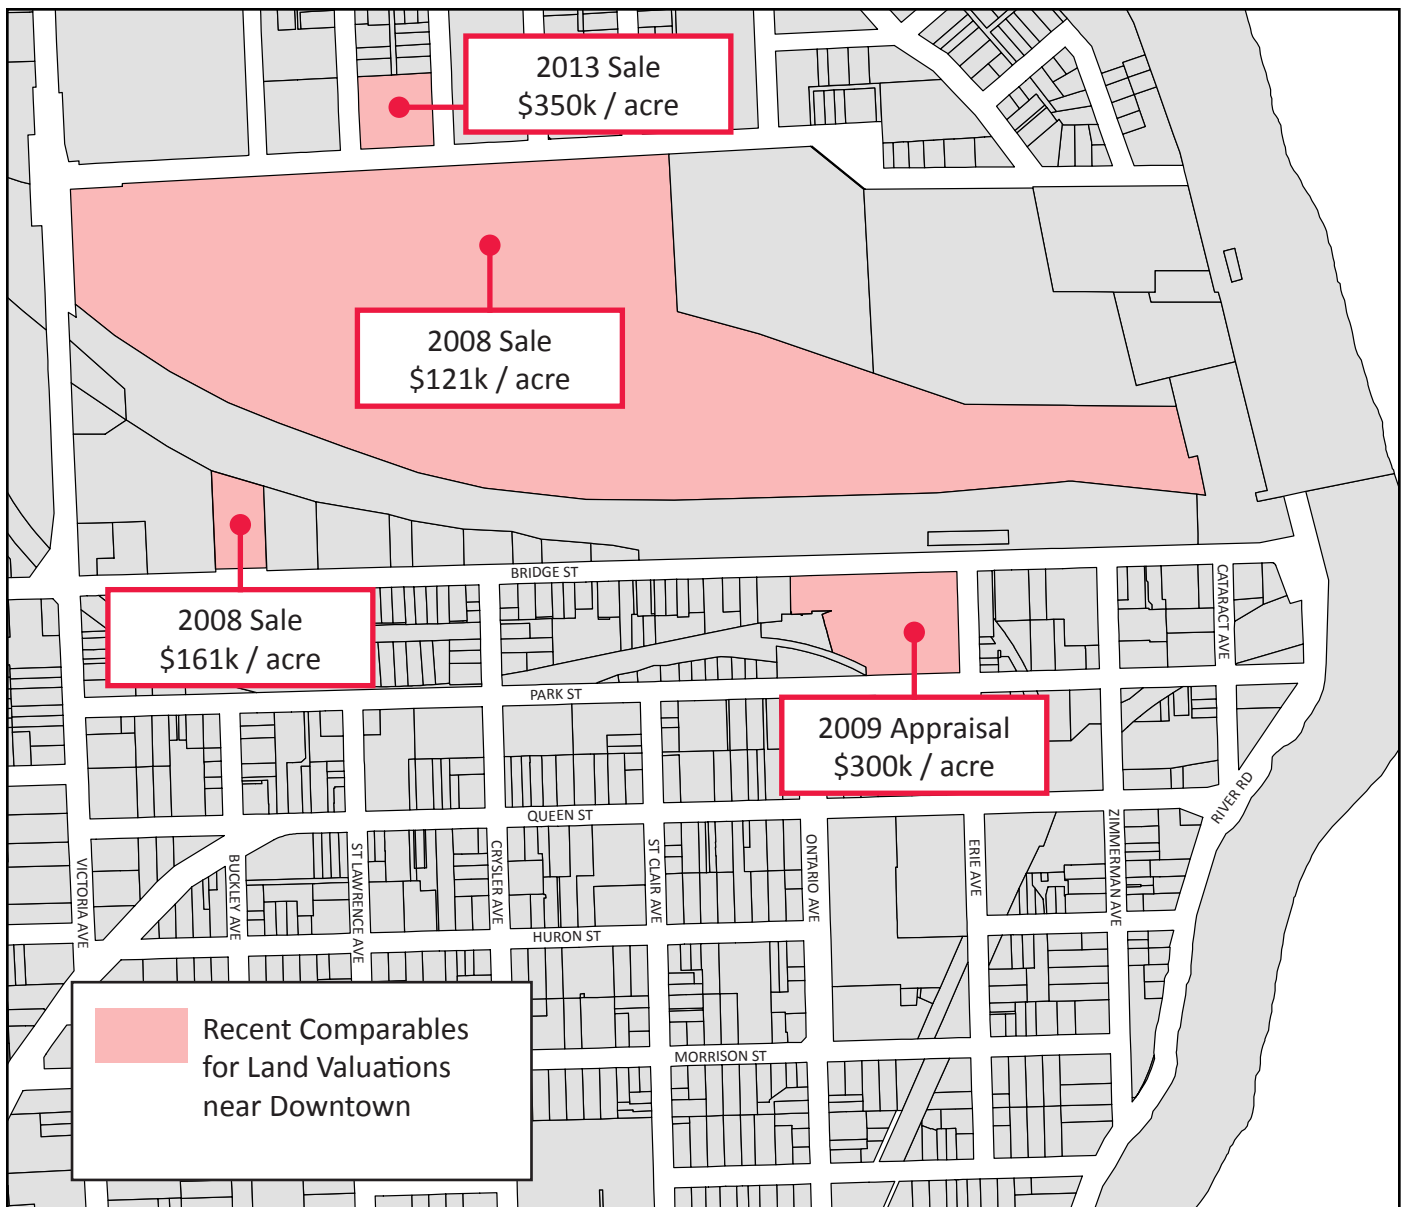 2013 Sale
$350k / acre
2008 Sale
$121k / acre
BRIDGE ST
CATARACT AVE
2008 Sale
$161k / acre
PARK ST
2009 Appraisal
$300k / acre
RIVER RD
QUEEN ST
VICTORIA AVE
BUCKLEY AVE
ST LAWRENCE AVE
CRYSLER AVE
ST CLAIR AVE
ONTARIO AVE
ERIE AVE
ZIMMERMAN AVE
HURON ST
MORRISON ST
Recent Comparables
for Land Valuations
near Downtown